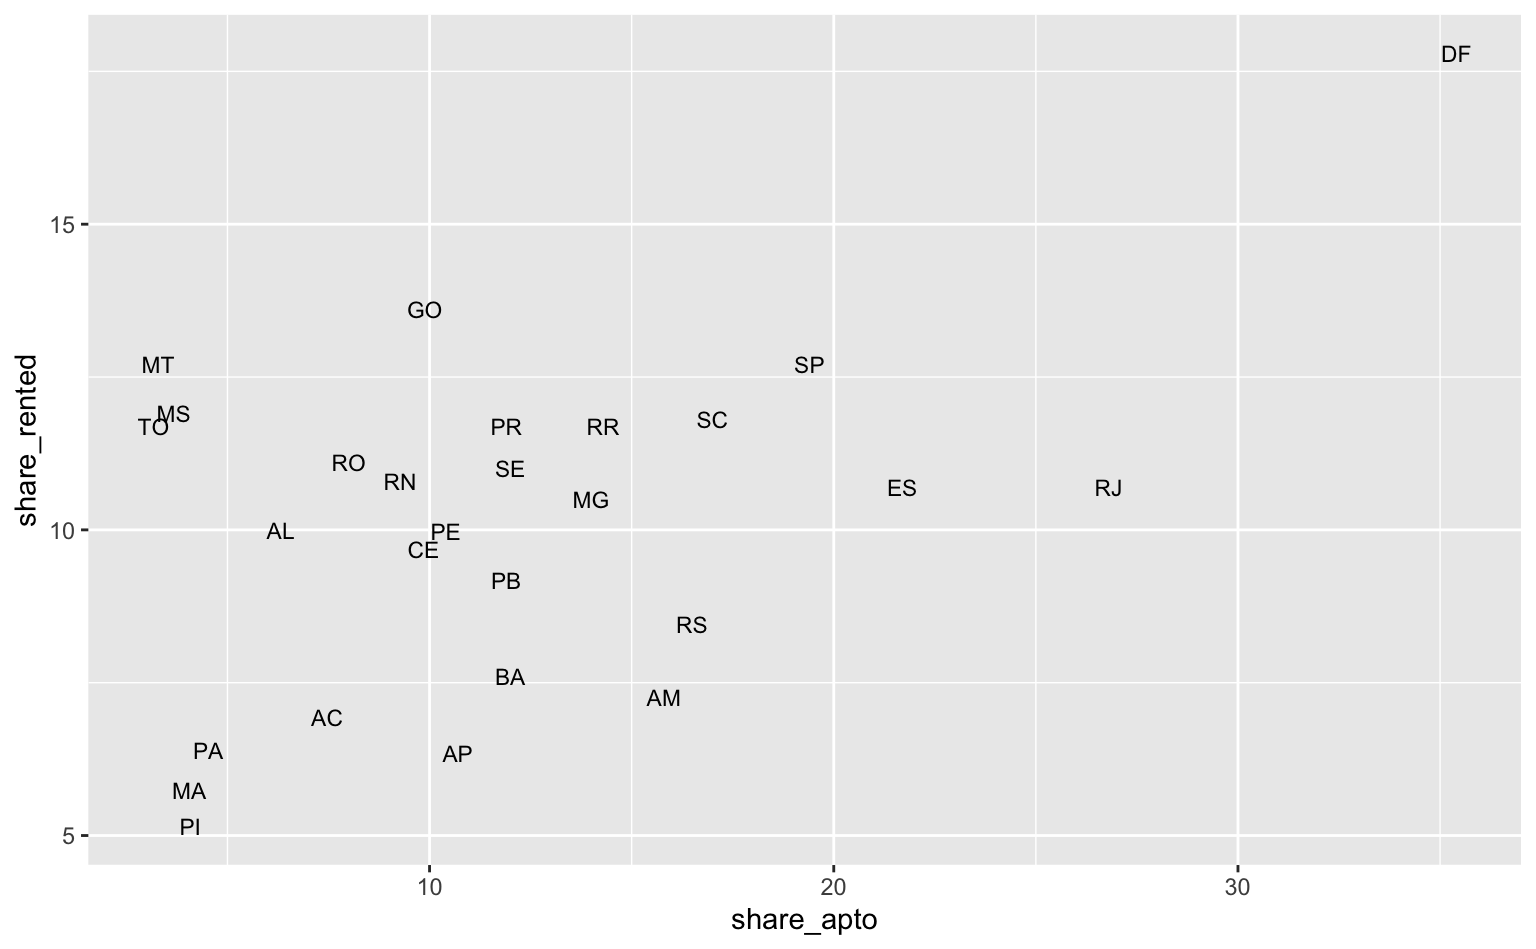 DF
15
GO
MT
SP
MS
TO
PR
RR
SC
RO
RN
SE
MG
ES
RJ
AL
10
PE
CE
PB
RS
BA
AM
AC
PA
AP
MA
PI
5
10
20
30
share_apto
share_rented